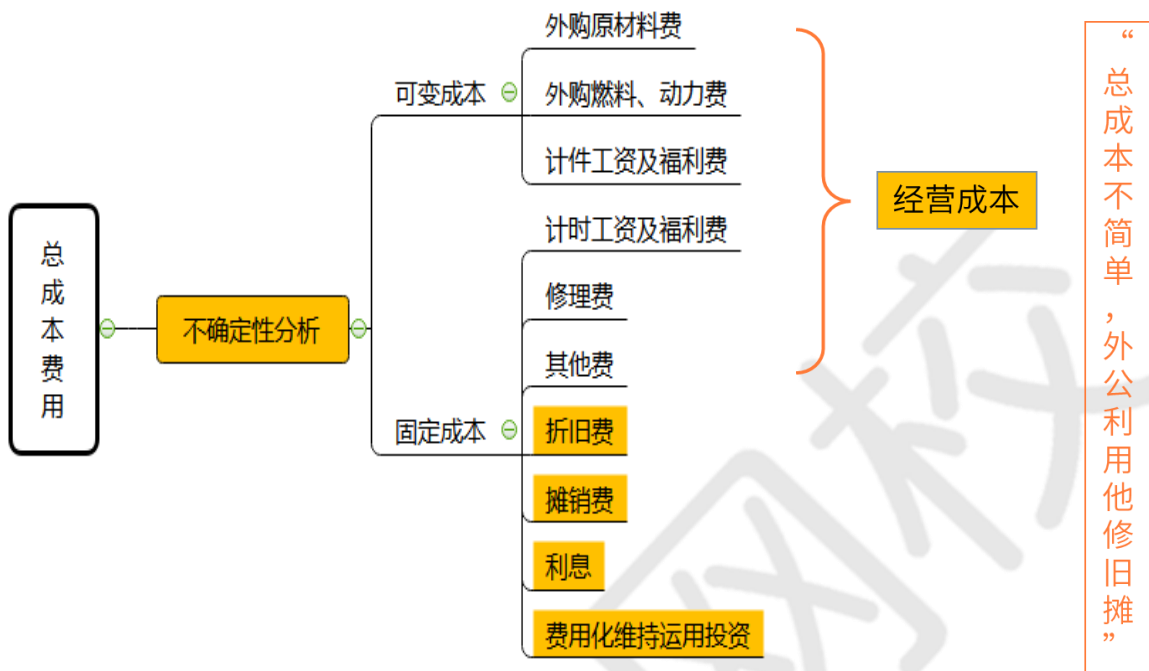 总成本费用
不确定性分析
可变成本
外购原材料费
外购燃料、动力费
计件工资及福利费
固定成本
计时工资及福利费
修理费
其他费
折旧费
摊销费
利息
费用化维持运用投资
经营成本
“总成本不简单，外公利用他修旧摊”
网校